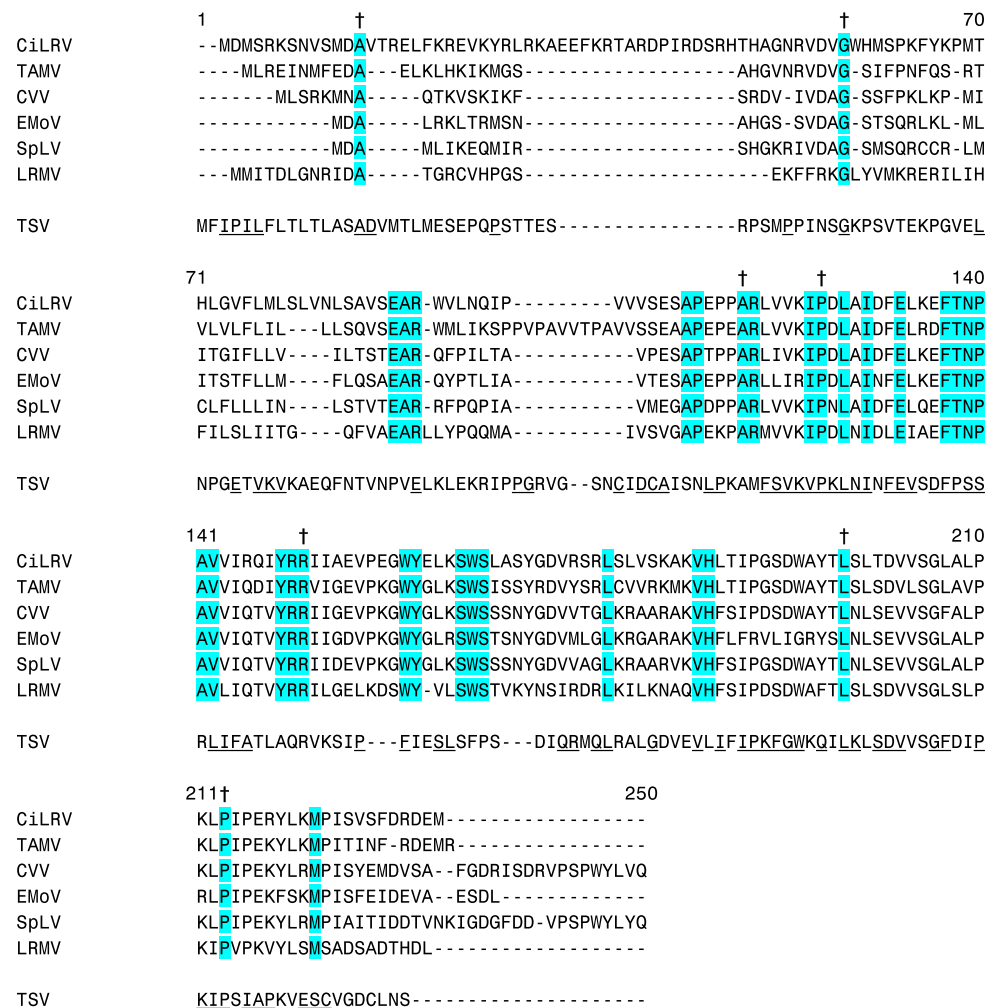 1 † † 70
CiLRV --MDMSRKSNVSMDAVTRELFKREVKYRLRKAEEFKRTARDPIRDSRHTHAGNRVDVGWHMSPKFYKPMT
TAMV ----MLREINMFEDA---ELKLHKIKMGS-------------------AHGVNRVDVG-SIFPNFQS-RT
CVV -------MLSRKMNA-----QTKVSKIKF-------------------SRDV-IVDAG-SSFPKLKP-MI
EMoV ------------MDA-----LRKLTRMSN-------------------AHGS-SVDAG-STSQRLKL-ML
SpLV ------------MDA-----MLIKEQMIR-------------------SHGKRIVDAG-SMSQRCCR-LM
LRMV ---MMITDLGNRIDA-----TGRCVHPGS----------------------EKFFRKGLYVMKRERILIH
TSV MFIPILFLTLTLASADVMTLMESEPQPSTTES----------------RPSMPPINSGKPSVTEKPGVEL
71 † † 140
CiLRV HLGVFLMLSLVNLSAVSEAR-WVLNQIP---------VVVSESAPEPPARLVVKIPDLAIDFELKEFTNP
TAMV VLVLFLIL---LLSQVSEAR-WMLIKSPPVPAVVTPAVVSSEAAPEPEARLVVKIPDLAIDFELRDFTNP
CVV ITGIFLLV----ILTSTEAR-QFPILTA-----------VPESAPTPPARLIVKIPDLAIDFELKEFTNP
EMoV ITSTFLLM----FLQSAEAR-QYPTLIA-----------VTESAPEPPARLLIRIPDLAINFELKEFTNP
SpLV CLFLLLIN----LSTVTEAR-RFPQPIA-----------VMEGAPDPPARLVVKIPNLAIDFELQEFTNP
LRMV FILSLIITG----QFVAEARLLYPQQMA----------IVSVGAPEKPARMVVKIPDLNIDLEIAEFTNP
TSV NPGETVKVKAEQFNTVNPVELKLEKRIPPGRVG--SNCIDCAISNLPKAMFSVKVPKLNINFEVSDFPSS
141 † † 210
CiLRV AVVIRQIYRRIIAEVPEGWYELKSWSLASYGDVRSRLSLVSKAKVHLTIPGSDWAYTLSLTDVVSGLALP
TAMV AVVIQDIYRRVIGEVPKGWYGLKSWSISSYRDVYSRLCVVRKMKVHLTIPGSDWAYTLSLSDVLSGLAVP
CVV AVVIQTVYRRIIGEVPKGWYGLKSWSSSNYGDVVTGLKRAARAKVHFSIPDSDWAYTLNLSEVVSGFALP
EMoV AVVIQTVYRRIIGDVPKGWYGLRSWSTSNYGDVMLGLKRGARAKVHFLFRVLIGRYSLNLSEVVSGLALP
SpLV AVVIQTVYRRIIDEVPKGWYGLKSWSSSNYGDVVAGLKRAARVKVHFSIPGSDWAYTLNLSEVVSGLALP
LRMV AVLIQTVYRRILGELKDSWY-VLSWSTVKYNSIRDRLKILKNAQVHFSIPDSDWAFTLSLSDVVSGLSLP
TSV RLLIFATLAQRVKSIP---FIESLSFPS---DIQRMQLRALGDVEVLIFIPKFGWKQILKLSDVVSGFDIP
211† 250
CiLRV KLPIPERYLKMPISVSFDRDEM------------------
TAMV KLPIPEKYLKMPITINF-RDEMR-----------------
CVV KLPIPEKYLRMPISYEMDVSA--FGDRISDRVPSPWYLVQ
EMoV RLPIPEKFSKMPISFEIDEVA--ESDL-------------
SpLV KLPIPEKYLRMPIAITIDDTVNKIGDGFDD-VPSPWYLYQ
LRMV KIPVPKVYLSMSADSADTHDL-------------------
TSV KIPSIAPKVESCVGDCLNS---------------------